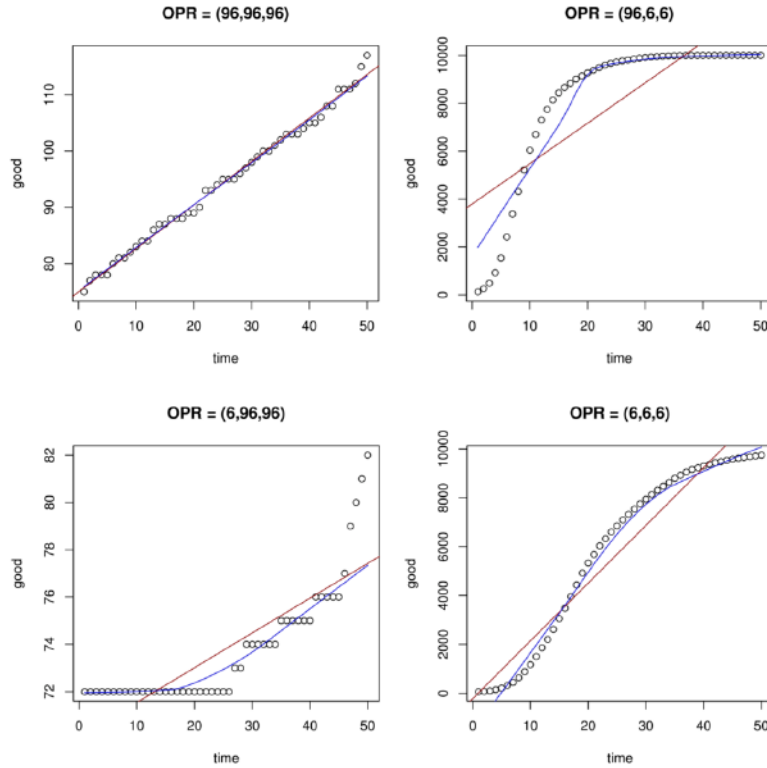 OPR = (96,96,96)
good
80 90 100 110
0 10 20 30 40 50
time
OPR = (96,6,6)
good
0 2000 4000 6000 8000 10000
0 10 20 30 40 50
time
OPR = (6,96,96)
good
72 74 76 78 80 82
0 10 20 30 40 50
time
OPR = (6,6,6)
good
0 2000 4000 6000 8000 10000
0 10 20 30 40 50
time